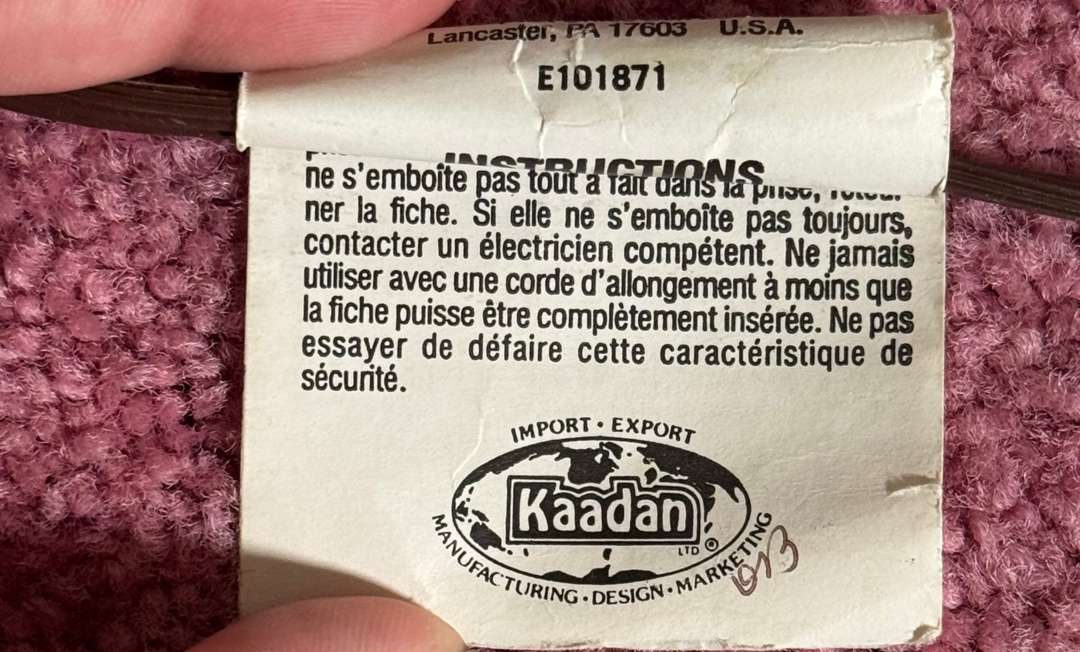 Lancaster, PA 17603 U.S.A.
E101871
INSTRUCTIONS
ne s'emboîte pas tout à fait dans la prise,
ner la fiche. Si elle ne s'emboîte pas toujours,
contacter un électricien compétent. Ne jamais
utiliser avec une corde d'allongement à moins que
la fiche puisse être complètement insérée. Ne pas
essayer de défaire cette caractéristique de
sécurité.
IMPORT • EXPORT
Kaadan
LTD ®
MANUFACTURING • DESIGN • MARKETING